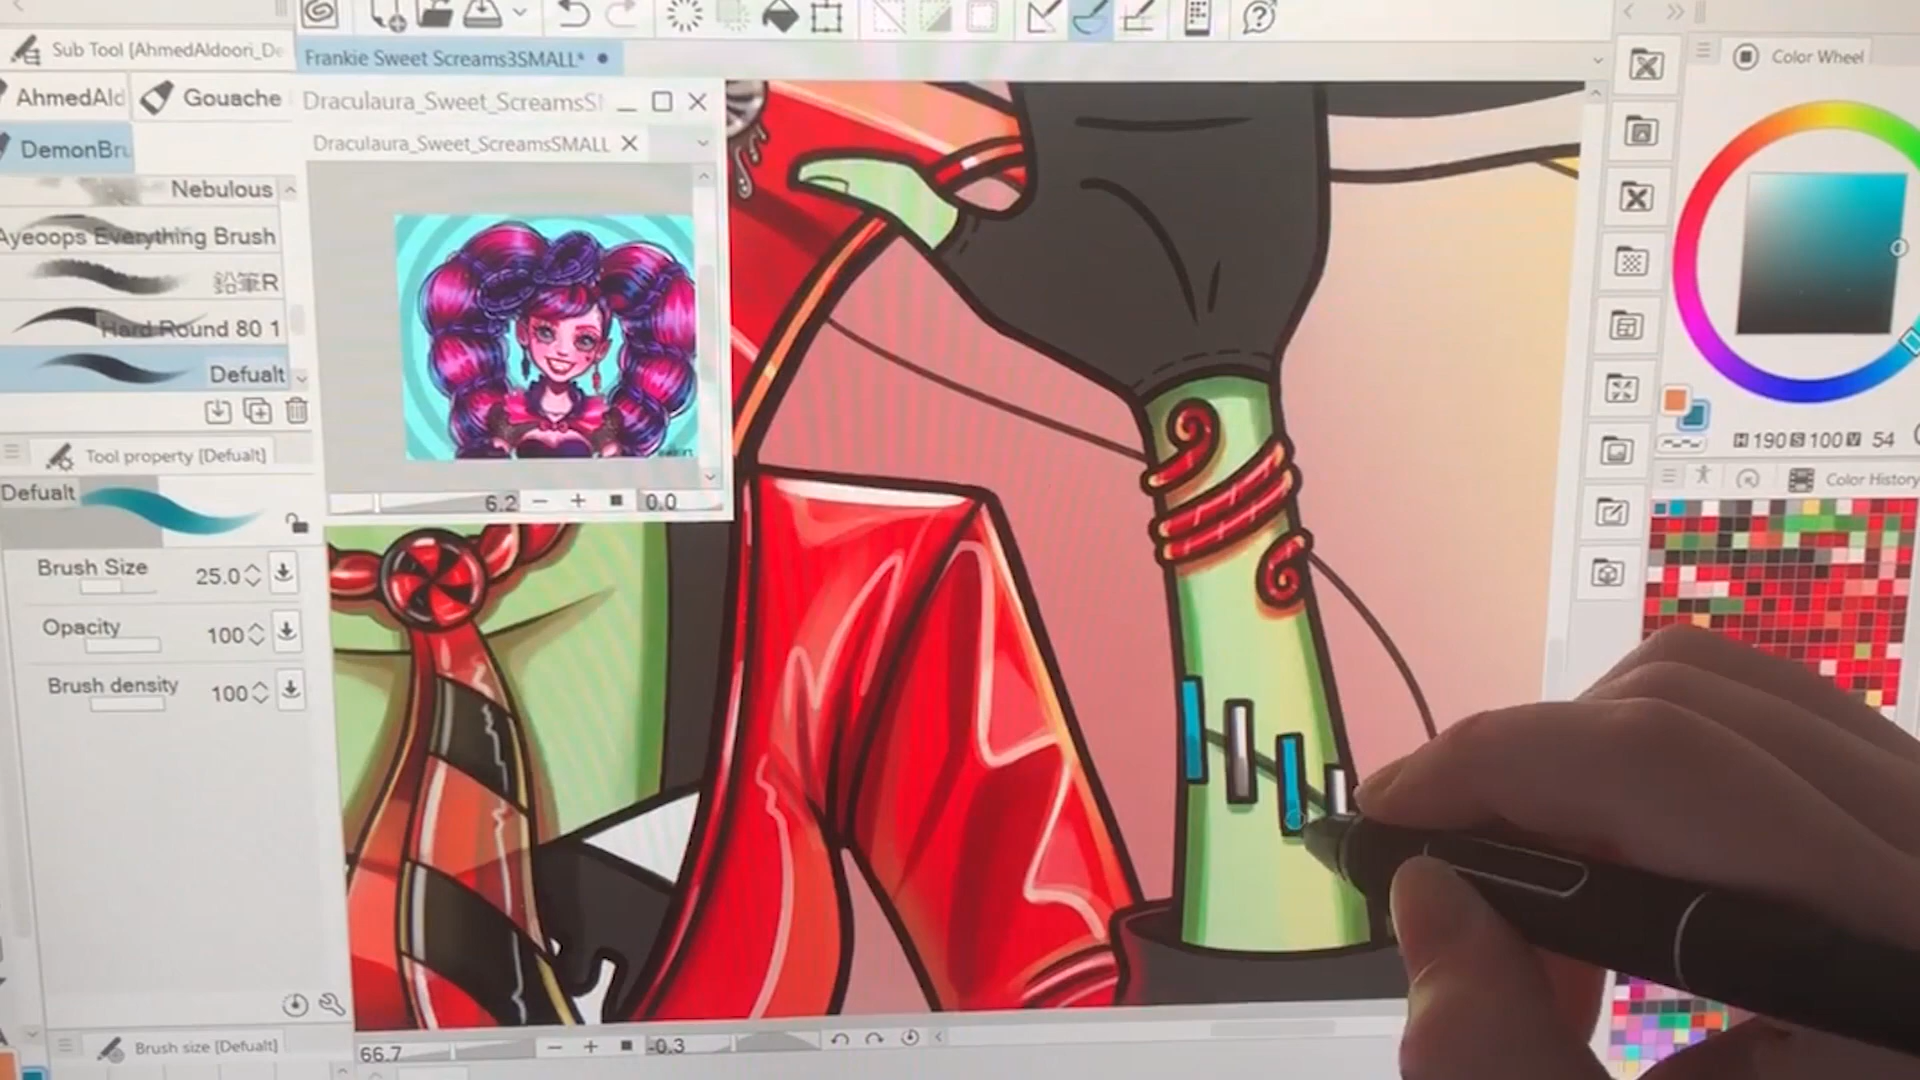 Sub Tool [AhmedAldoori_De
Frankie Sweet Screams3SMALL*
Color Wheel
AhmedAld
Gouache
Draculaura_Sweet_ScreamsS
DemonBru
Draculaura_Sweet_ScreamsSMALL
Nebulous
Ayeoops Everything Brush
鉛筆R
Hard Round 80 1
Defualt
Tool property [Defualt]
H 190 S 100 V 54
Color History
Defualt
6.2
0.0
Brush Size
25.0
Opacity
100
Brush density
100
Brush size [Defualt]
66.7
-0.3